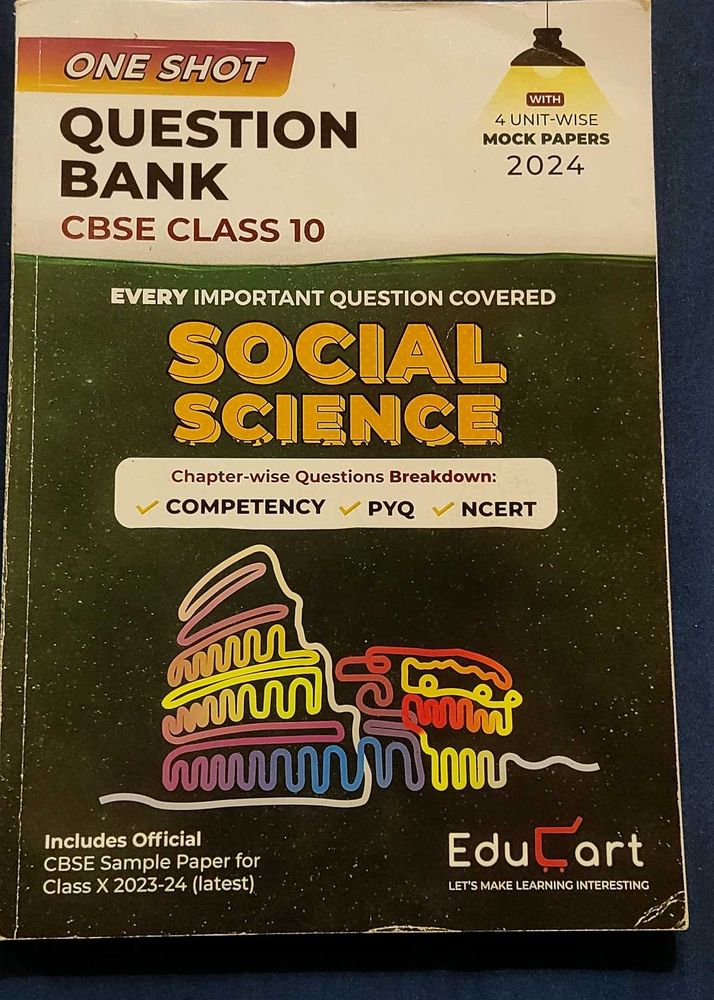 ONE SHOT
QUESTION
BANK
CBSE CLASS 10
WITH
4 UNIT-WISE
MOCK PAPERS
2024
EVERY IMPORTANT QUESTION COVERED
SOCIAL
SCIENCE
Chapter-wise Questions Breakdown:
COMPETENCY PYQ NCERT
Includes Official
CBSE Sample Paper for
Class X 2023-24 (latest)
EduCart
LET'S MAKE LEARNING INTERESTING